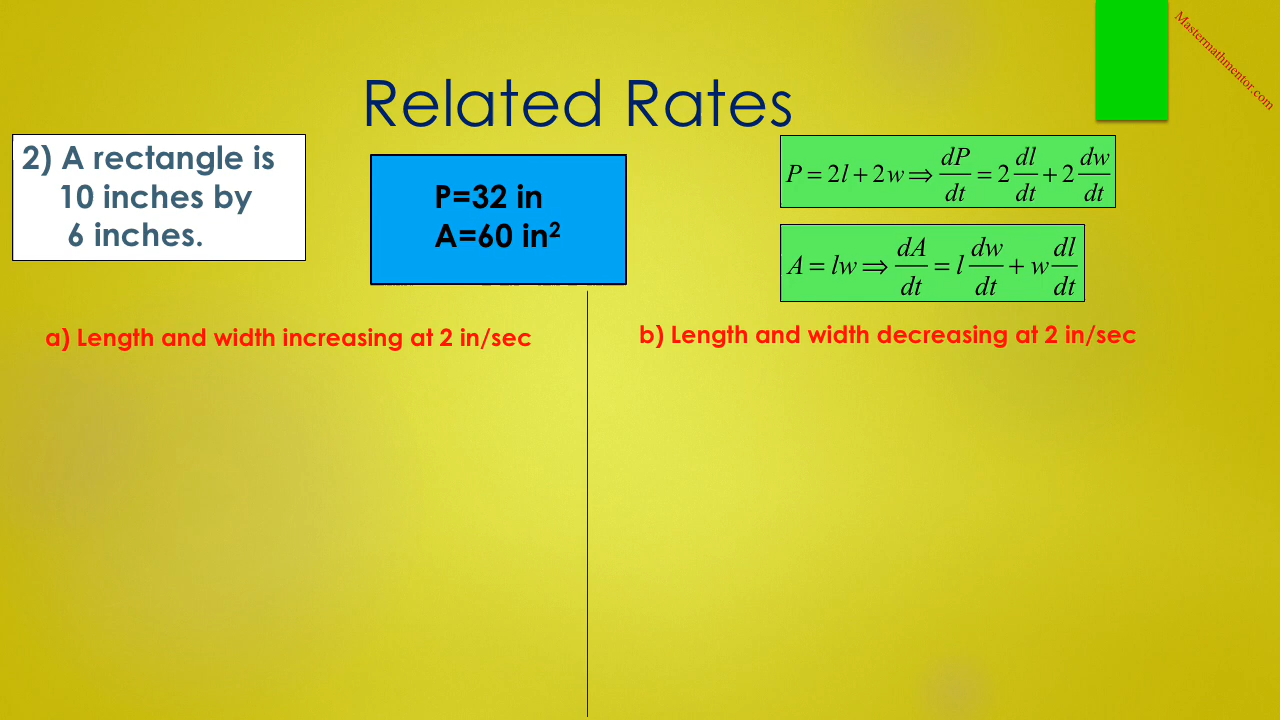 Mastermathmentor.com
Related Rates
2) A rectangle is
10 inches by
6 inches.
P=32 in
A=60 in²
P = 2l + 2w ⇒ dP/dt = 2 dl/dt + 2 dw/dt
A = lw ⇒ dA/dt = l dw/dt + w dl/dt
a) Length and width increasing at 2 in/sec
b) Length and width decreasing at 2 in/sec